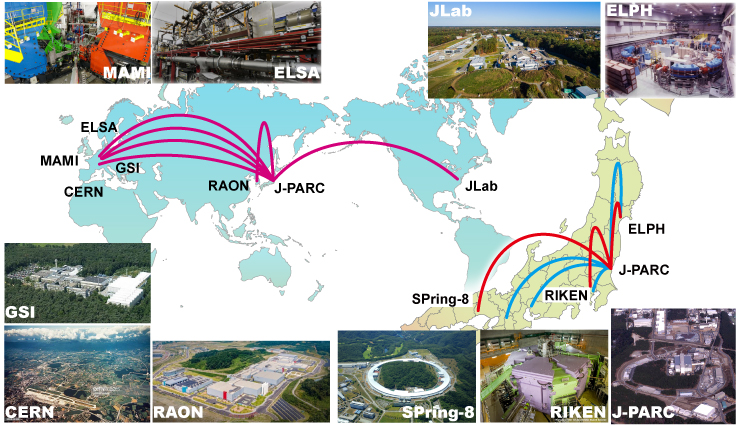 MAMI
ELSA
JLab
ELPH
ELSA
MAMI
GSI
CERN
RAON
J-PARC
JLab
ELPH
J-PARC
SPring-8
RIKEN
GSI
CERN
RAON
SPring-8
RIKEN
J-PARC